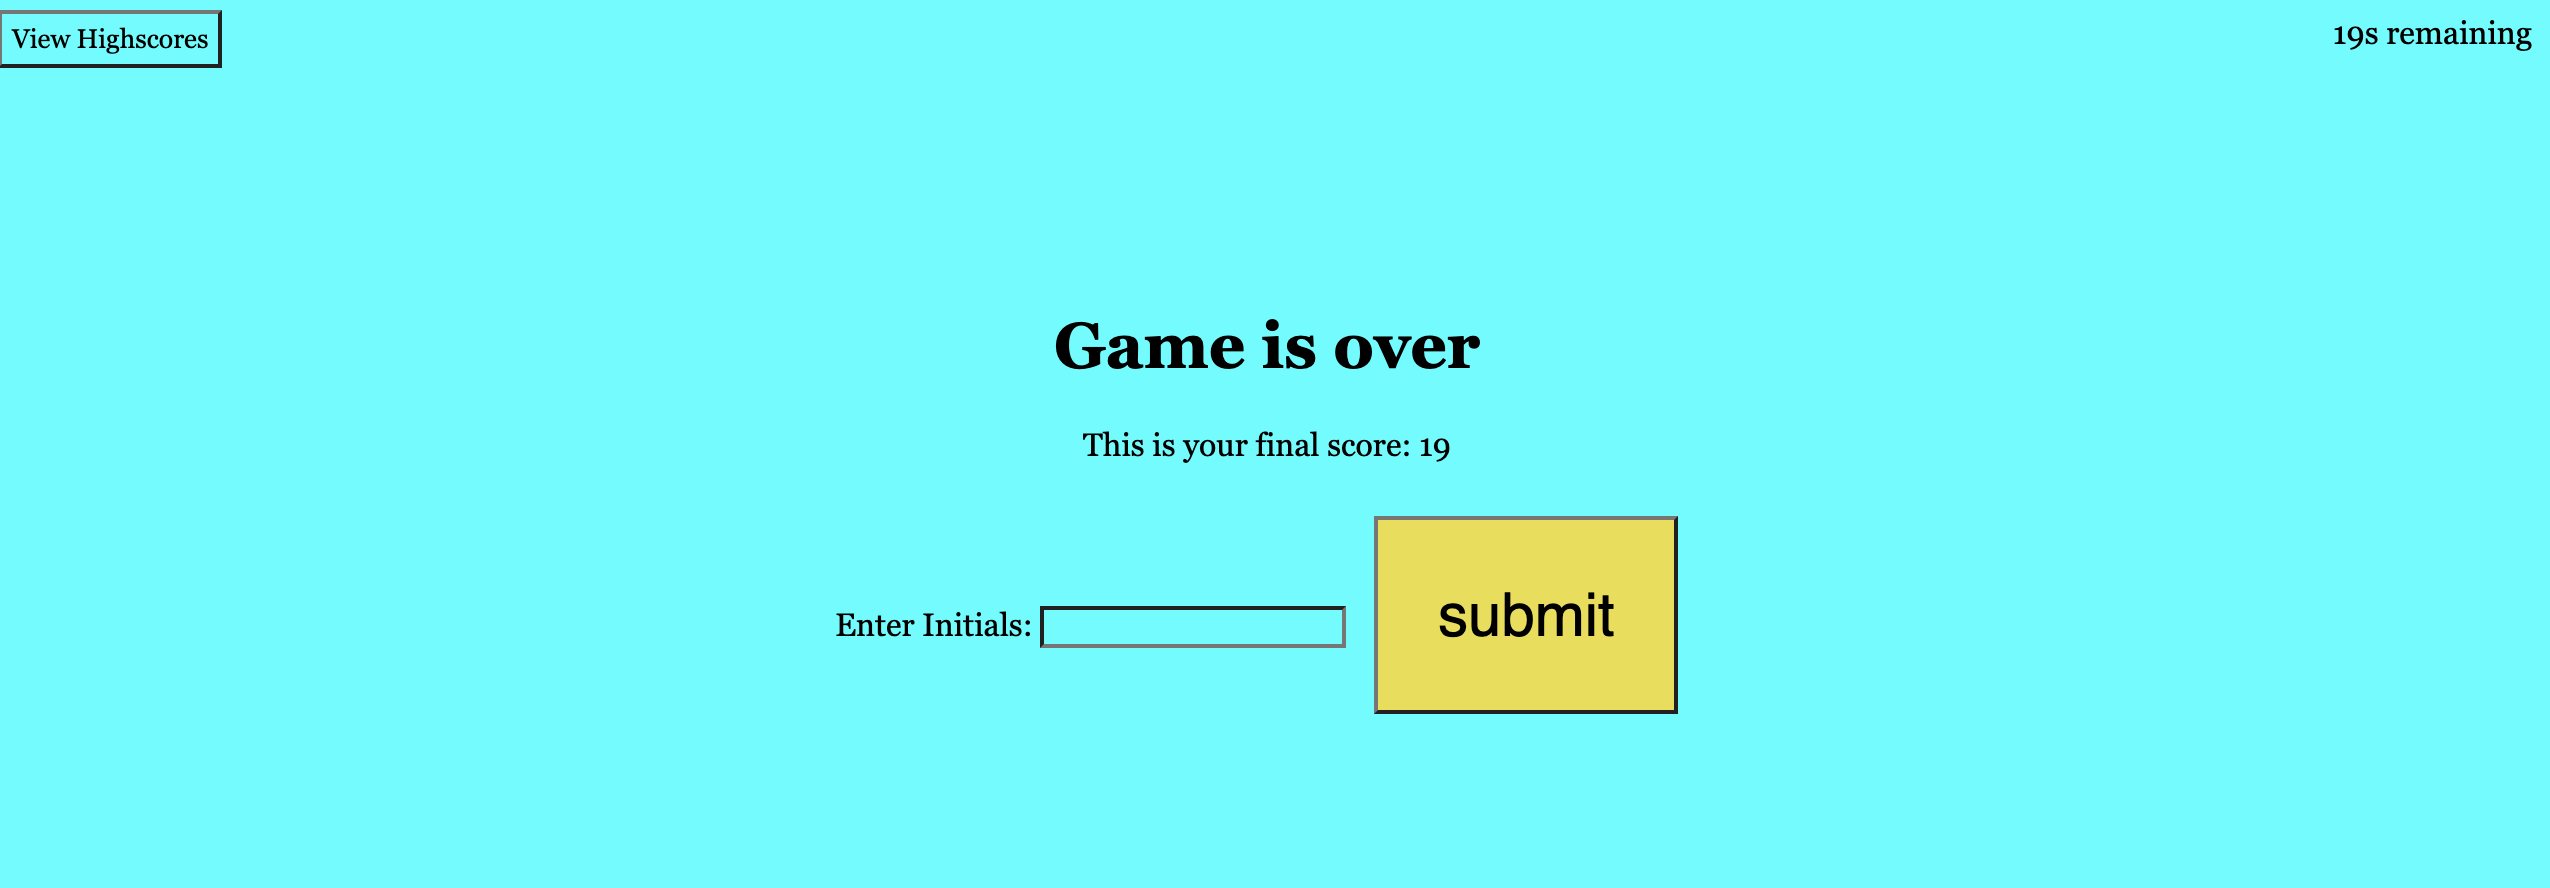 View Highscores
19s remaining
Game is over
This is your final score: 19
Enter Initials:
submit